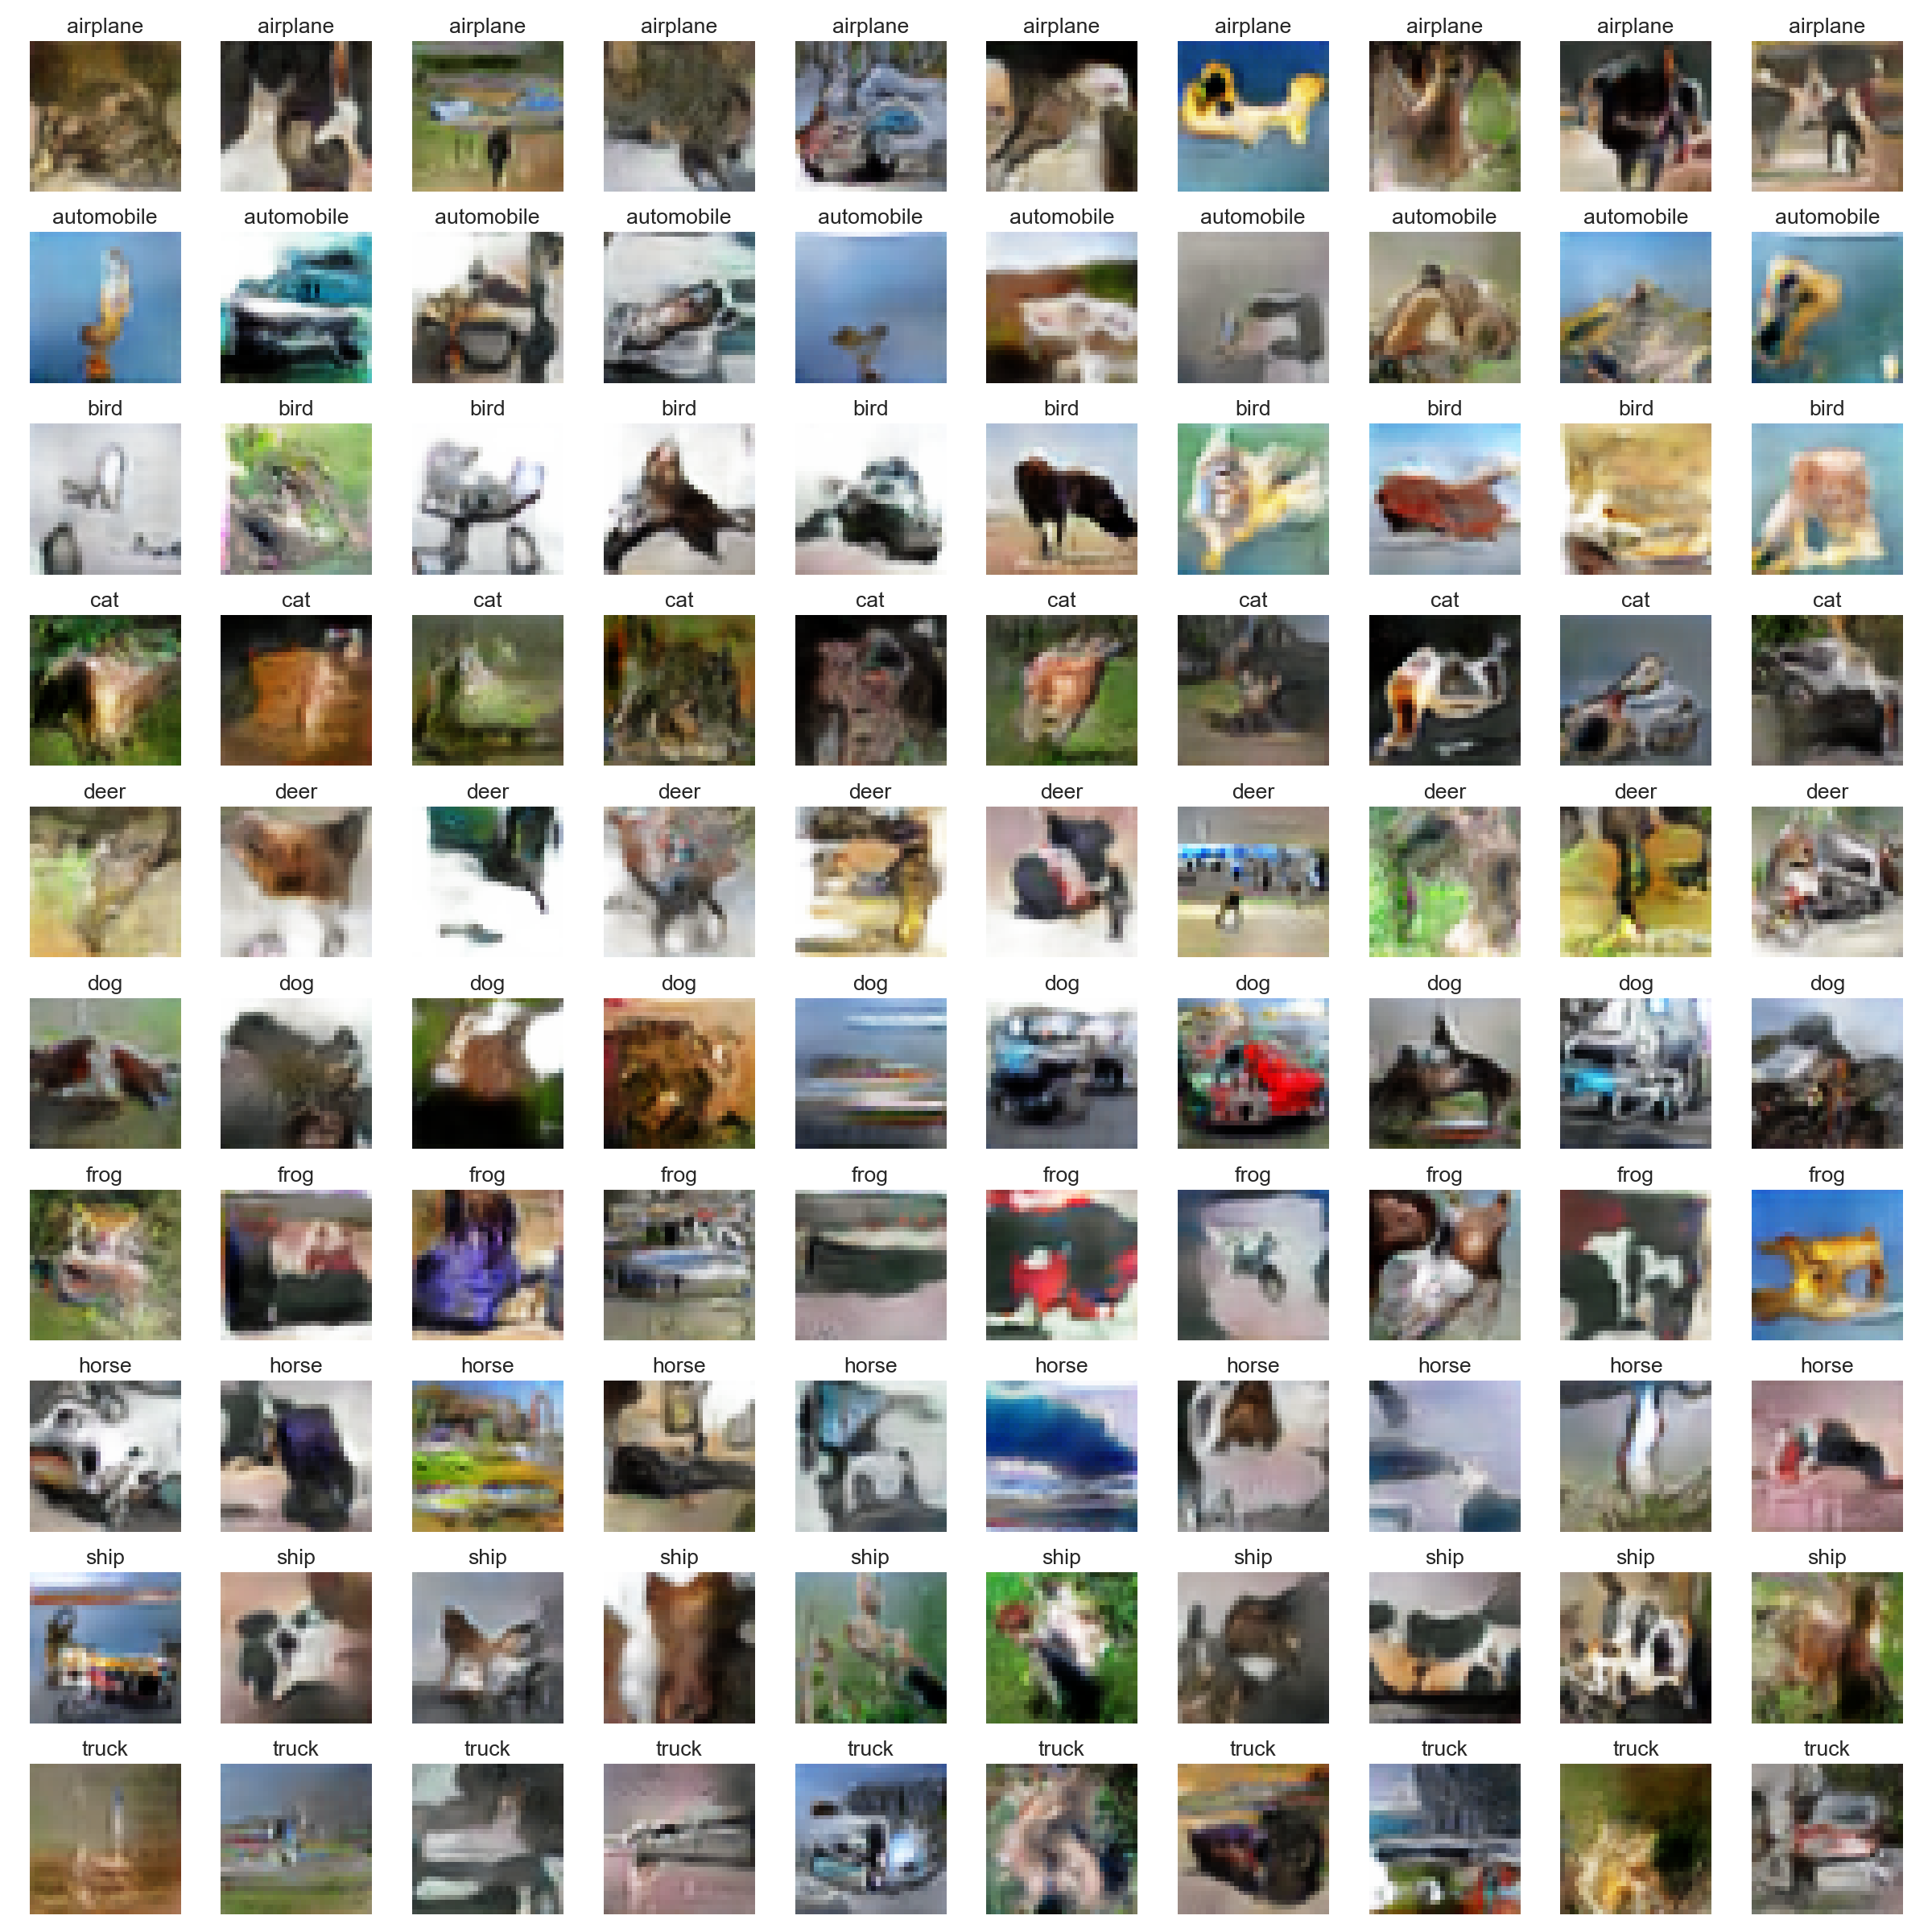 airplane airplane airplane airplane airplane airplane airplane airplane airplane airplane
automobile automobile automobile automobile automobile automobile automobile automobile automobile automobile
bird bird bird bird bird bird bird bird bird bird
cat cat cat cat cat cat cat cat cat cat
deer deer deer deer deer deer deer deer deer deer
dog dog dog dog dog dog dog dog dog dog
frog frog frog frog frog frog frog frog frog frog
horse horse horse horse horse horse horse horse horse horse
ship ship ship ship ship ship ship ship ship ship
truck truck truck truck truck truck truck truck truck truck